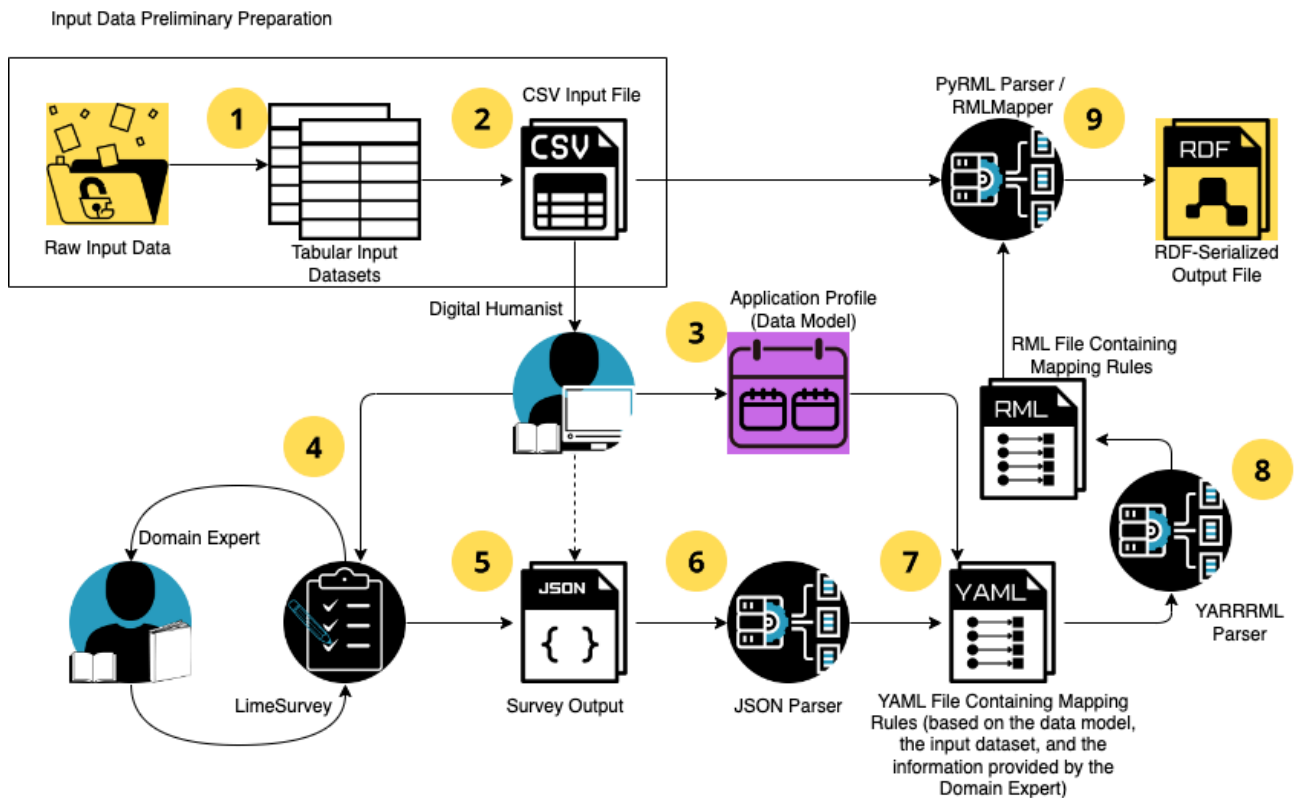 Input Data Preliminary Preparation
1
2
CSV Input File
CSV
Raw Input Data
Tabular Input
Datasets
PyRML Parser /
RMLMapper
9
RDF
RDF-Serialized
Output File
Digital Humanist
3
Application Profile
(Data Model)
RML File Containing
Mapping Rules
RML
4
8
Domain Expert
LimeSurvey
5
JSON
{ }
Survey Output
6
JSON Parser
7
YAML
YARRRML
Parser
YAML File Containing Mapping
Rules (based on the data model,
the input dataset, and the
information provided by the
Domain Expert)